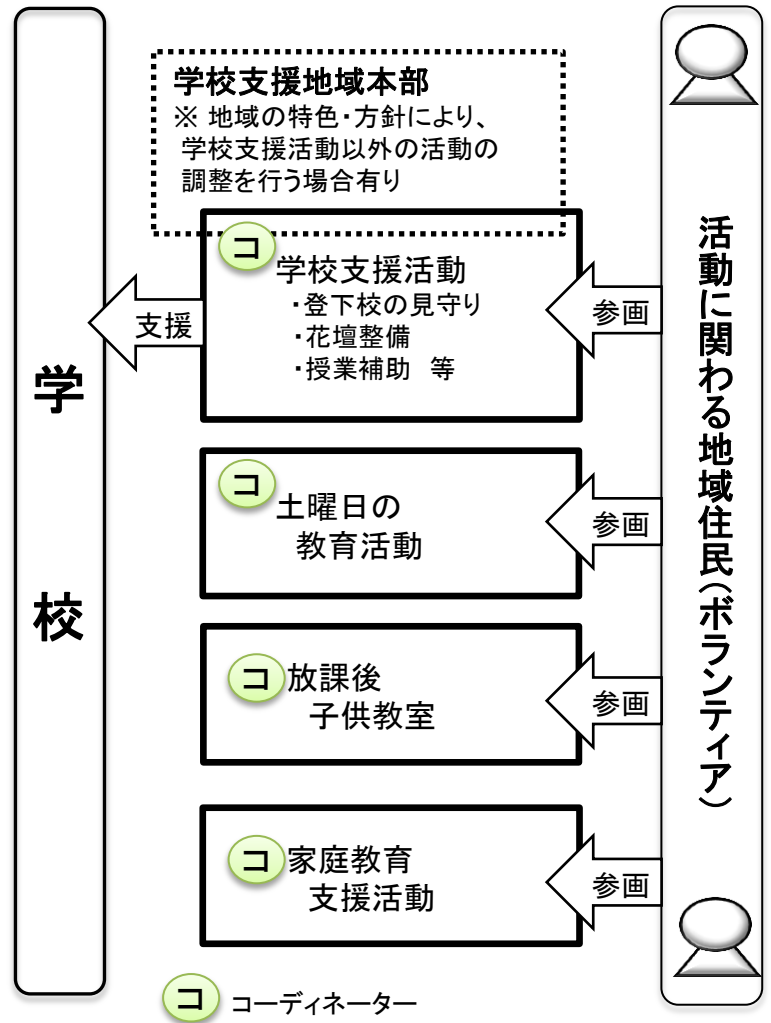 学校支援地域本部
※ 地域の特色・方針により、
学校支援活動以外の活動の
調整を行う場合有り
コ
学校支援活動
・登下校の見守り
・花壇整備
・授業補助　等
支援
参画
コ
土曜日の
教育活動
参画
コ
放課後
子供教室
参画
コ
家庭教育
支援活動
参画
学校
活動に関わる地域住民(ボランティア)
コ コーディネーター